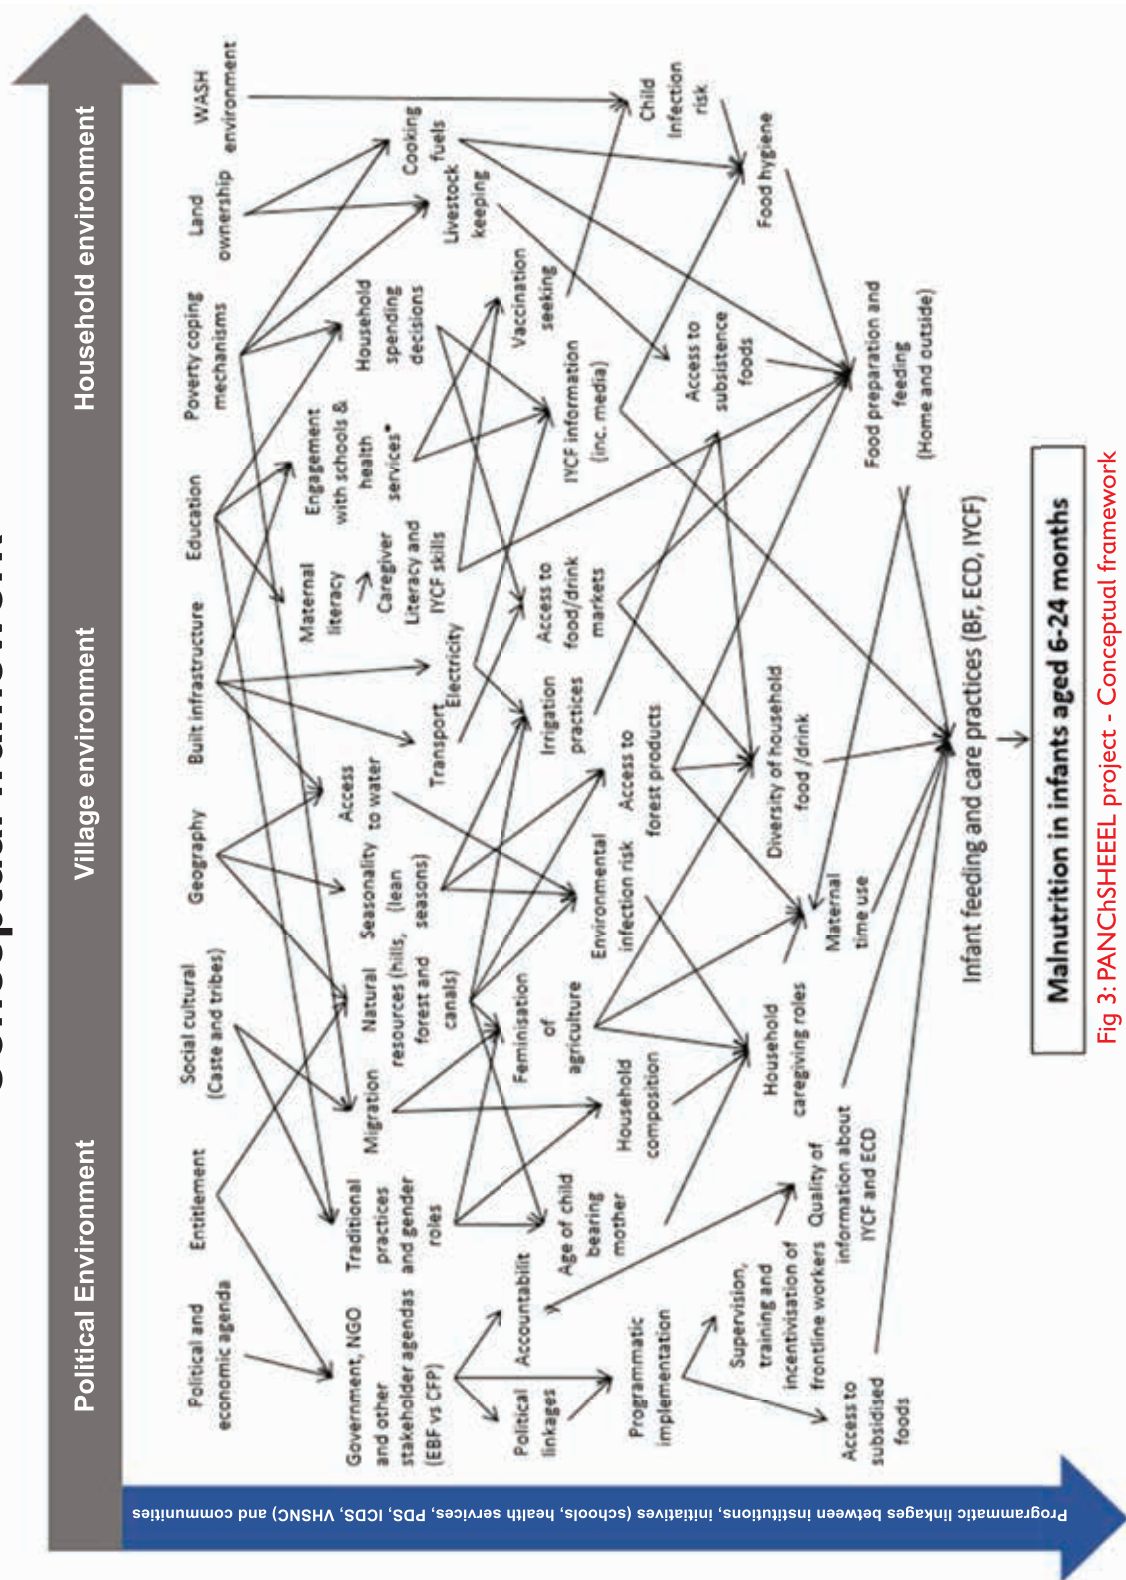 Political Environment
Village environment
Household environment
Political and
economic agenda
Entitlement
Social cultural
(Caste and tribes)
Geography
Built infrastructure
Education
Poverty coping
mechanisms
Land
ownership
WASH
environment
Government, NGO
and other
stakeholder agendas
(EBF vs CFP)
Traditional
practices
and gender
roles
Migration
Natural
resources (hills,
forest and
canals)
Seasonality
(lean
seasons)
Access
to water
Transport
Electricity
Maternal
literacy
Caregiver
Literacy and
IYCF skills
Engagement
with schools &
health
services*
Household
spending
decisions
Livestock
keeping
Cooking
fuels
Political
linkages
Accountabilit
Age of child
bearing
mother
Feminisation
of
agriculture
Irrigation
practices
Access to
food/drink
markets
IYCF information
(inc. media)
Vaccination
seeking
Child
Infection
risk
Programmatic
implementation
Household
composition
Environmental
infection risk
Access to
forest products
Access to
subsistence
foods
Food hygiene
Supervision,
training and
incentivisation of
frontline workers
Quality of
information about
IYCF and ECD
Household
caregiving roles
Maternal
time use
Diversity of household
food /drink
Food preparation and
feeding
(Home and outside)
Access to
subsidised
foods
Infant feeding and care practices (BF, ECD, IYCF)
Malnutrition in infants aged 6-24 months
Programmatic linkages between institutions, initiatives (schools, health services, PDS, ICDS, VHSNC) and communities
Fig 3: PANChSHEEEL project - Conceptual framework